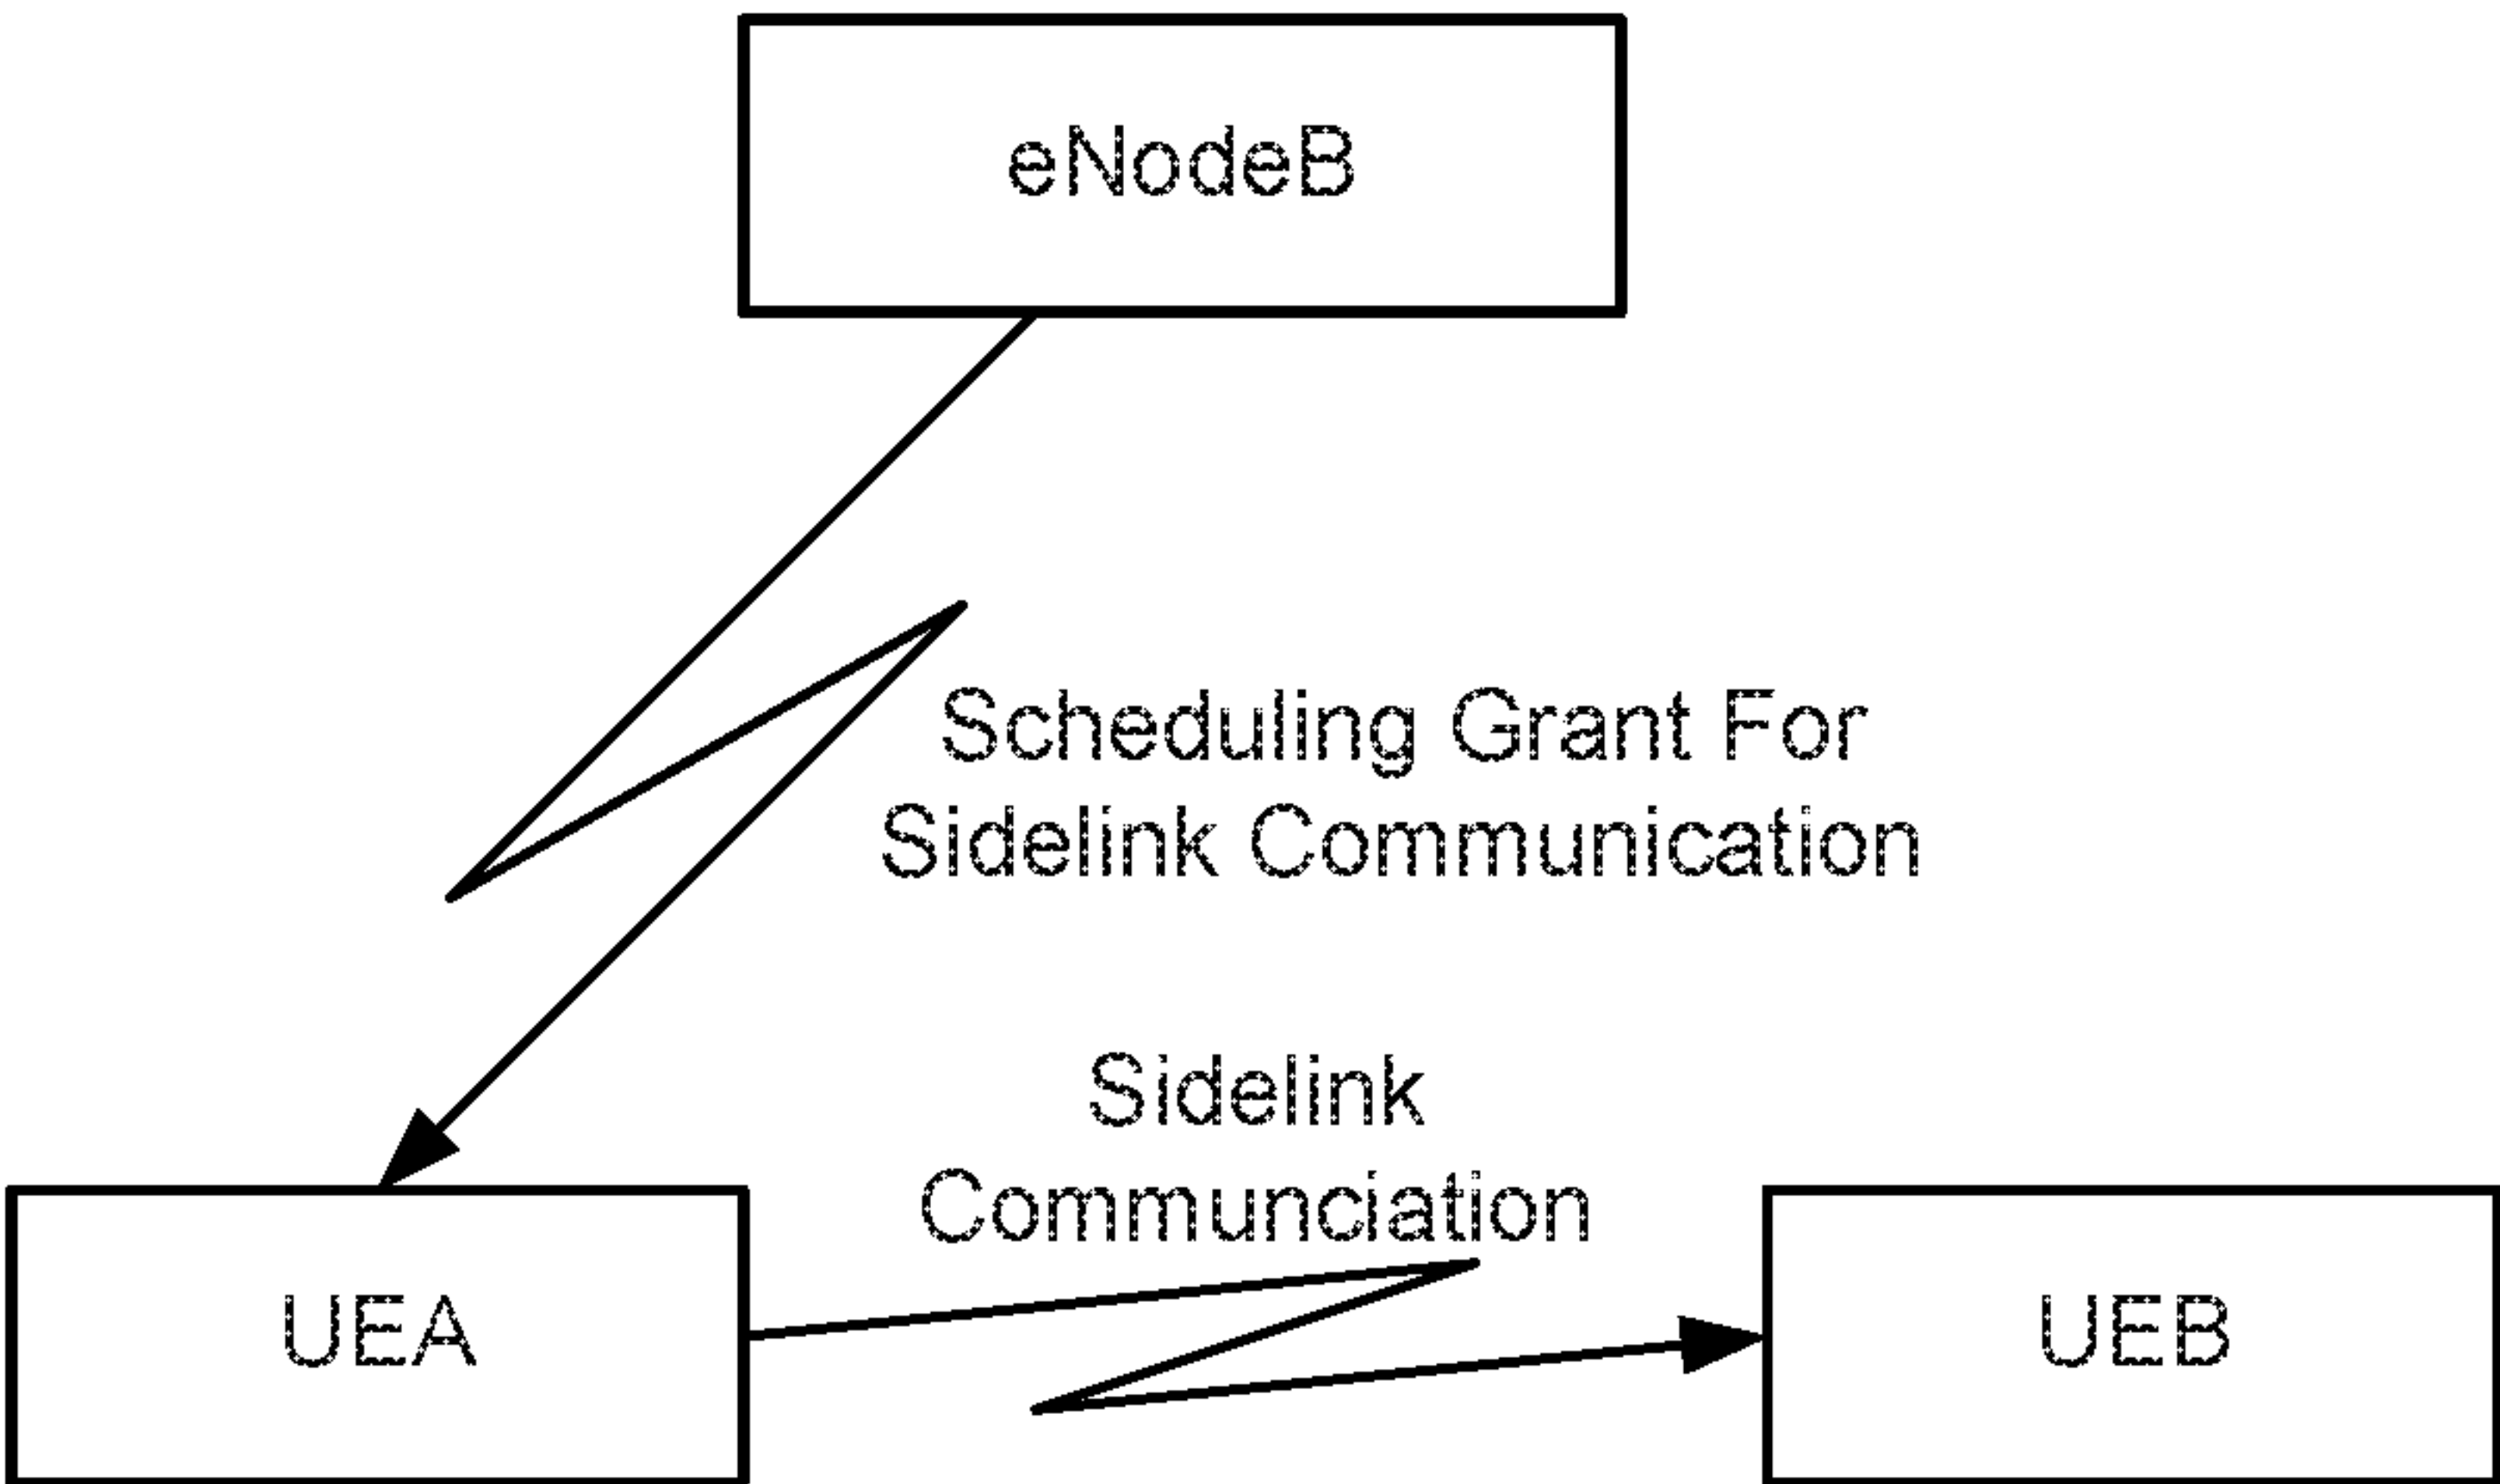 eNodeB
Scheduling Grant For
Sidelink Communication
Sidelink
Communciation
UEA
UEB